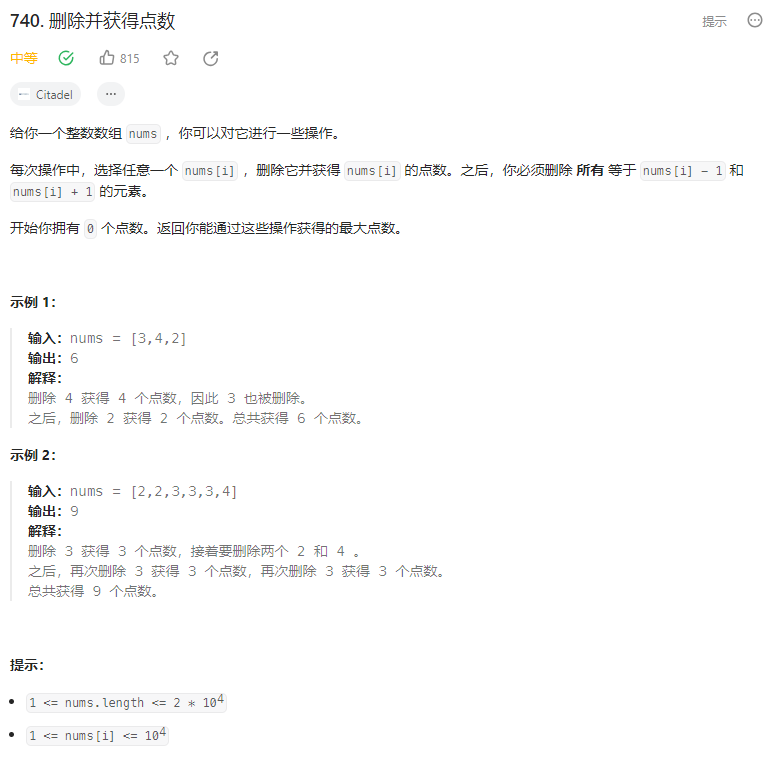 740. 删除并获得点数
提示
中等
815
Citadel
...
给你一个整数数组 nums ，你可以对它进行一些操作。
每次操作中，选择任意一个 nums[i] ，删除它并获得 nums[i] 的点数。之后，你必须删除 所有 等于 nums[i] - 1 和
nums[i] + 1 的元素。
开始你拥有 0 个点数。返回你能通过这些操作获得的最大点数。
示例 1：
输入：nums = [3,4,2]
输出：6
解释：
删除 4 获得 4 个点数，因此 3 也被删除。
之后，删除 2 获得 2 个点数。总共获得 6 个点数。
示例 2：
输入：nums = [2,2,3,3,3,4]
输出：9
解释：
删除 3 获得 3 个点数，接着要删除两个 2 和 4 。
之后，再次删除 3 获得 3 个点数，再次删除 3 获得 3 个点数。
总共获得 9 个点数。
提示：
1 <= nums.length <= 2 * 10⁴
1 <= nums[i] <= 10⁴